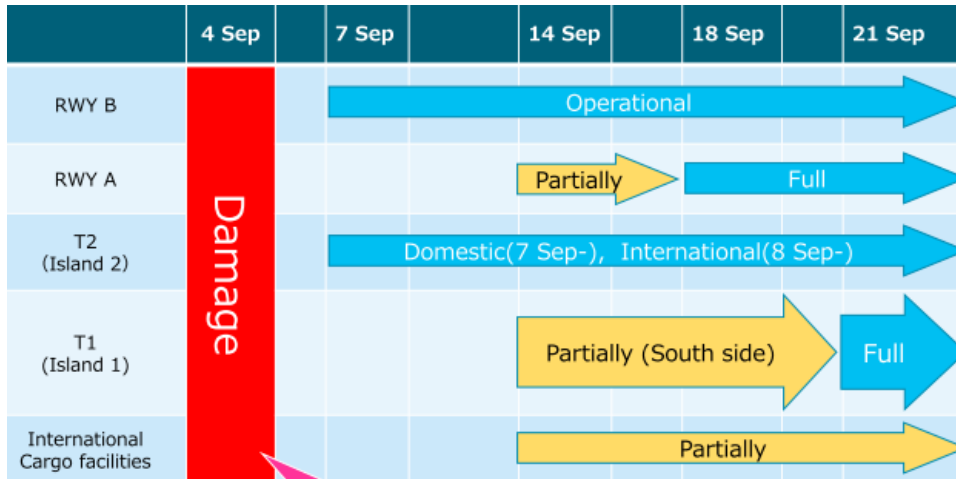 4 Sep 7 Sep 14 Sep 18 Sep 21 Sep
RWY B Operational
RWY A Partially Full
T2
(Island 2)
Domestic(7 Sep-), International(8 Sep-)
T1
(Island 1)
Partially (South side) Full
International
Cargo facilities
Partially
Damage